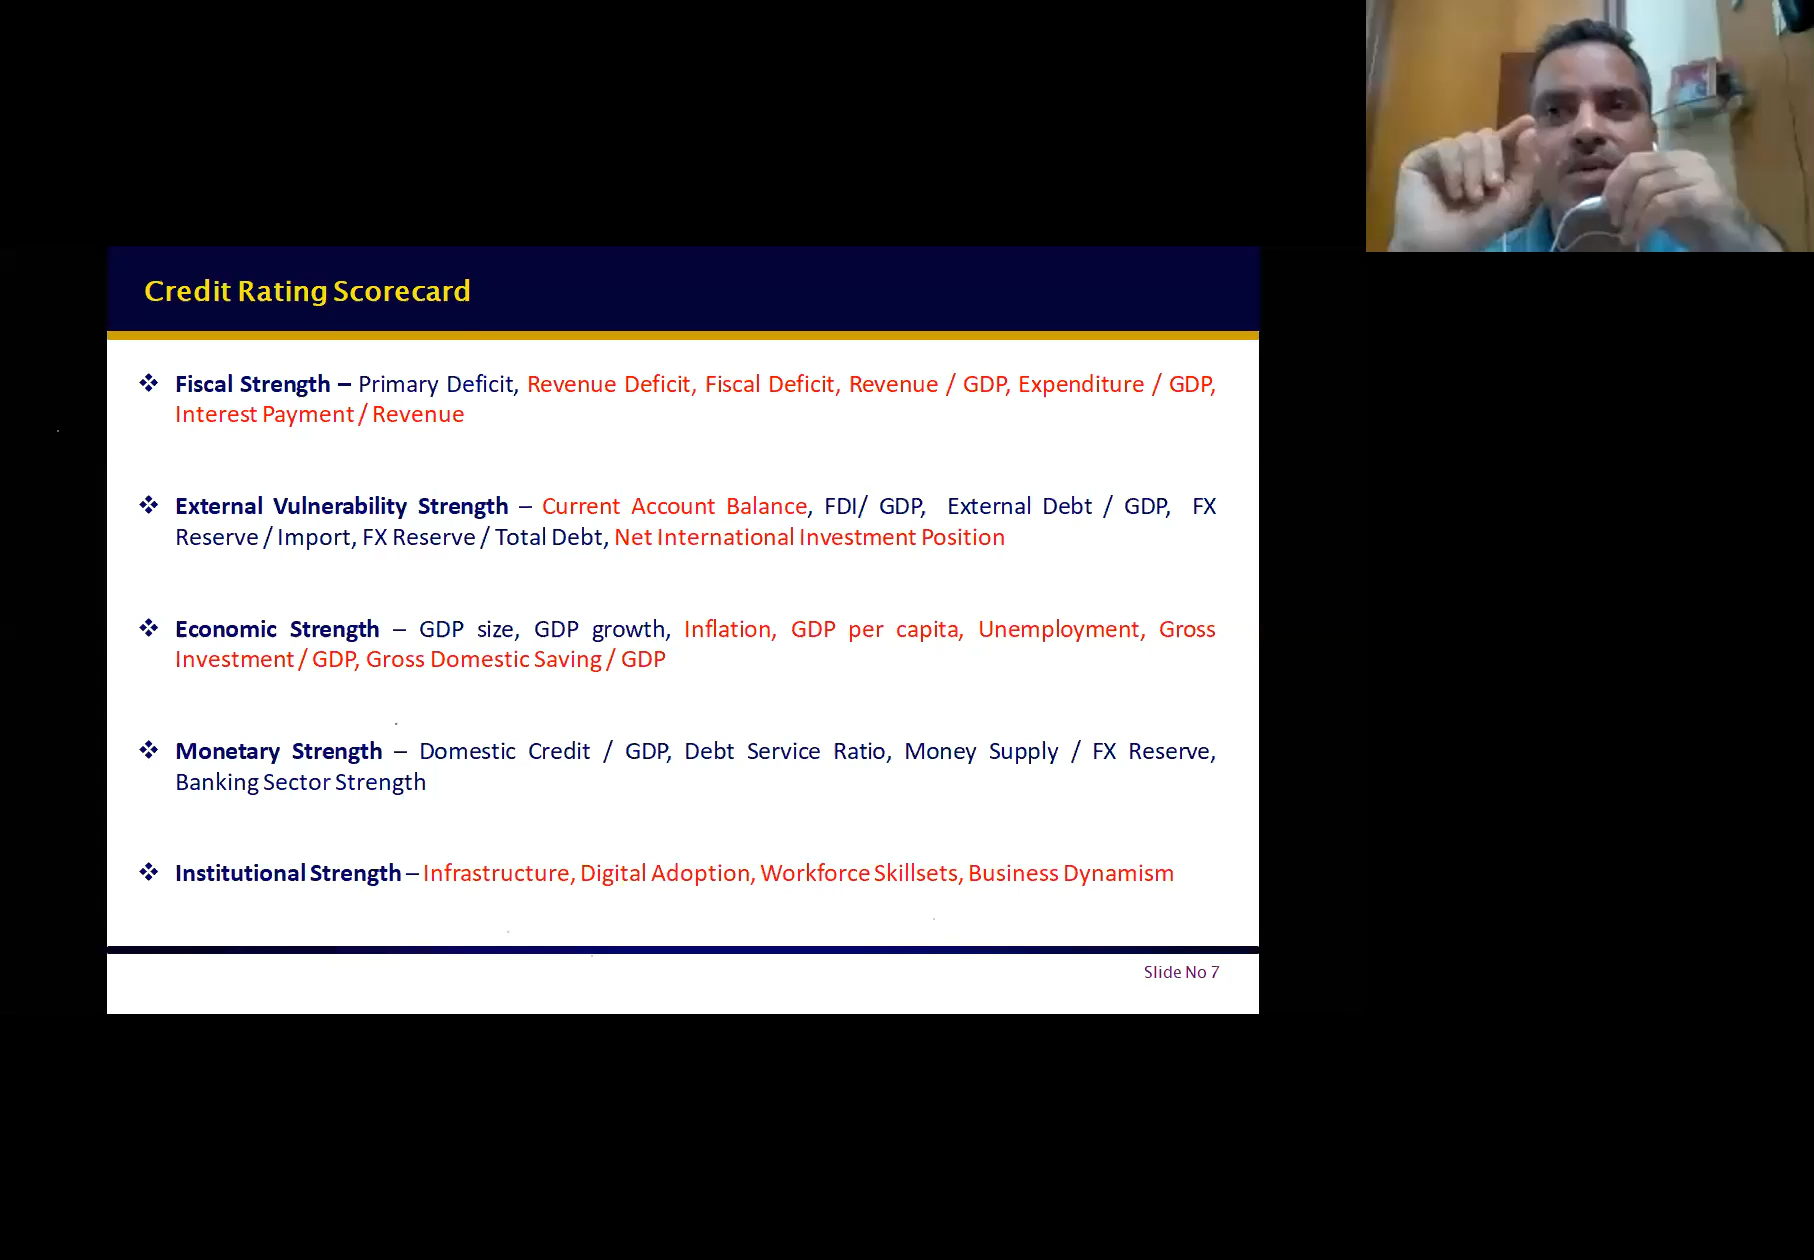 Credit Rating Scorecard
❖ Fiscal Strength – Primary Deficit, Revenue Deficit, Fiscal Deficit, Revenue / GDP, Expenditure / GDP,
Interest Payment / Revenue
❖ External Vulnerability Strength – Current Account Balance, FDI/ GDP, External Debt / GDP, FX
Reserve / Import, FX Reserve / Total Debt, Net International Investment Position
❖ Economic Strength – GDP size, GDP growth, Inflation, GDP per capita, Unemployment, Gross
Investment / GDP, Gross Domestic Saving / GDP
❖ Monetary Strength – Domestic Credit / GDP, Debt Service Ratio, Money Supply / FX Reserve,
Banking Sector Strength
❖ Institutional Strength – Infrastructure, Digital Adoption, Workforce Skillsets, Business Dynamism
Slide No 7